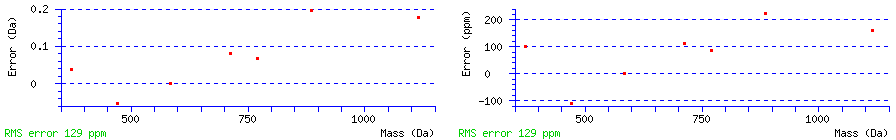 0.2
0.1
0
Error (Da)
500
750
1000
RMS error 129 ppm
Mass (Da)
200
100
0
-100
Error (ppm)
500
750
1000
RMS error 129 ppm
Mass (Da)